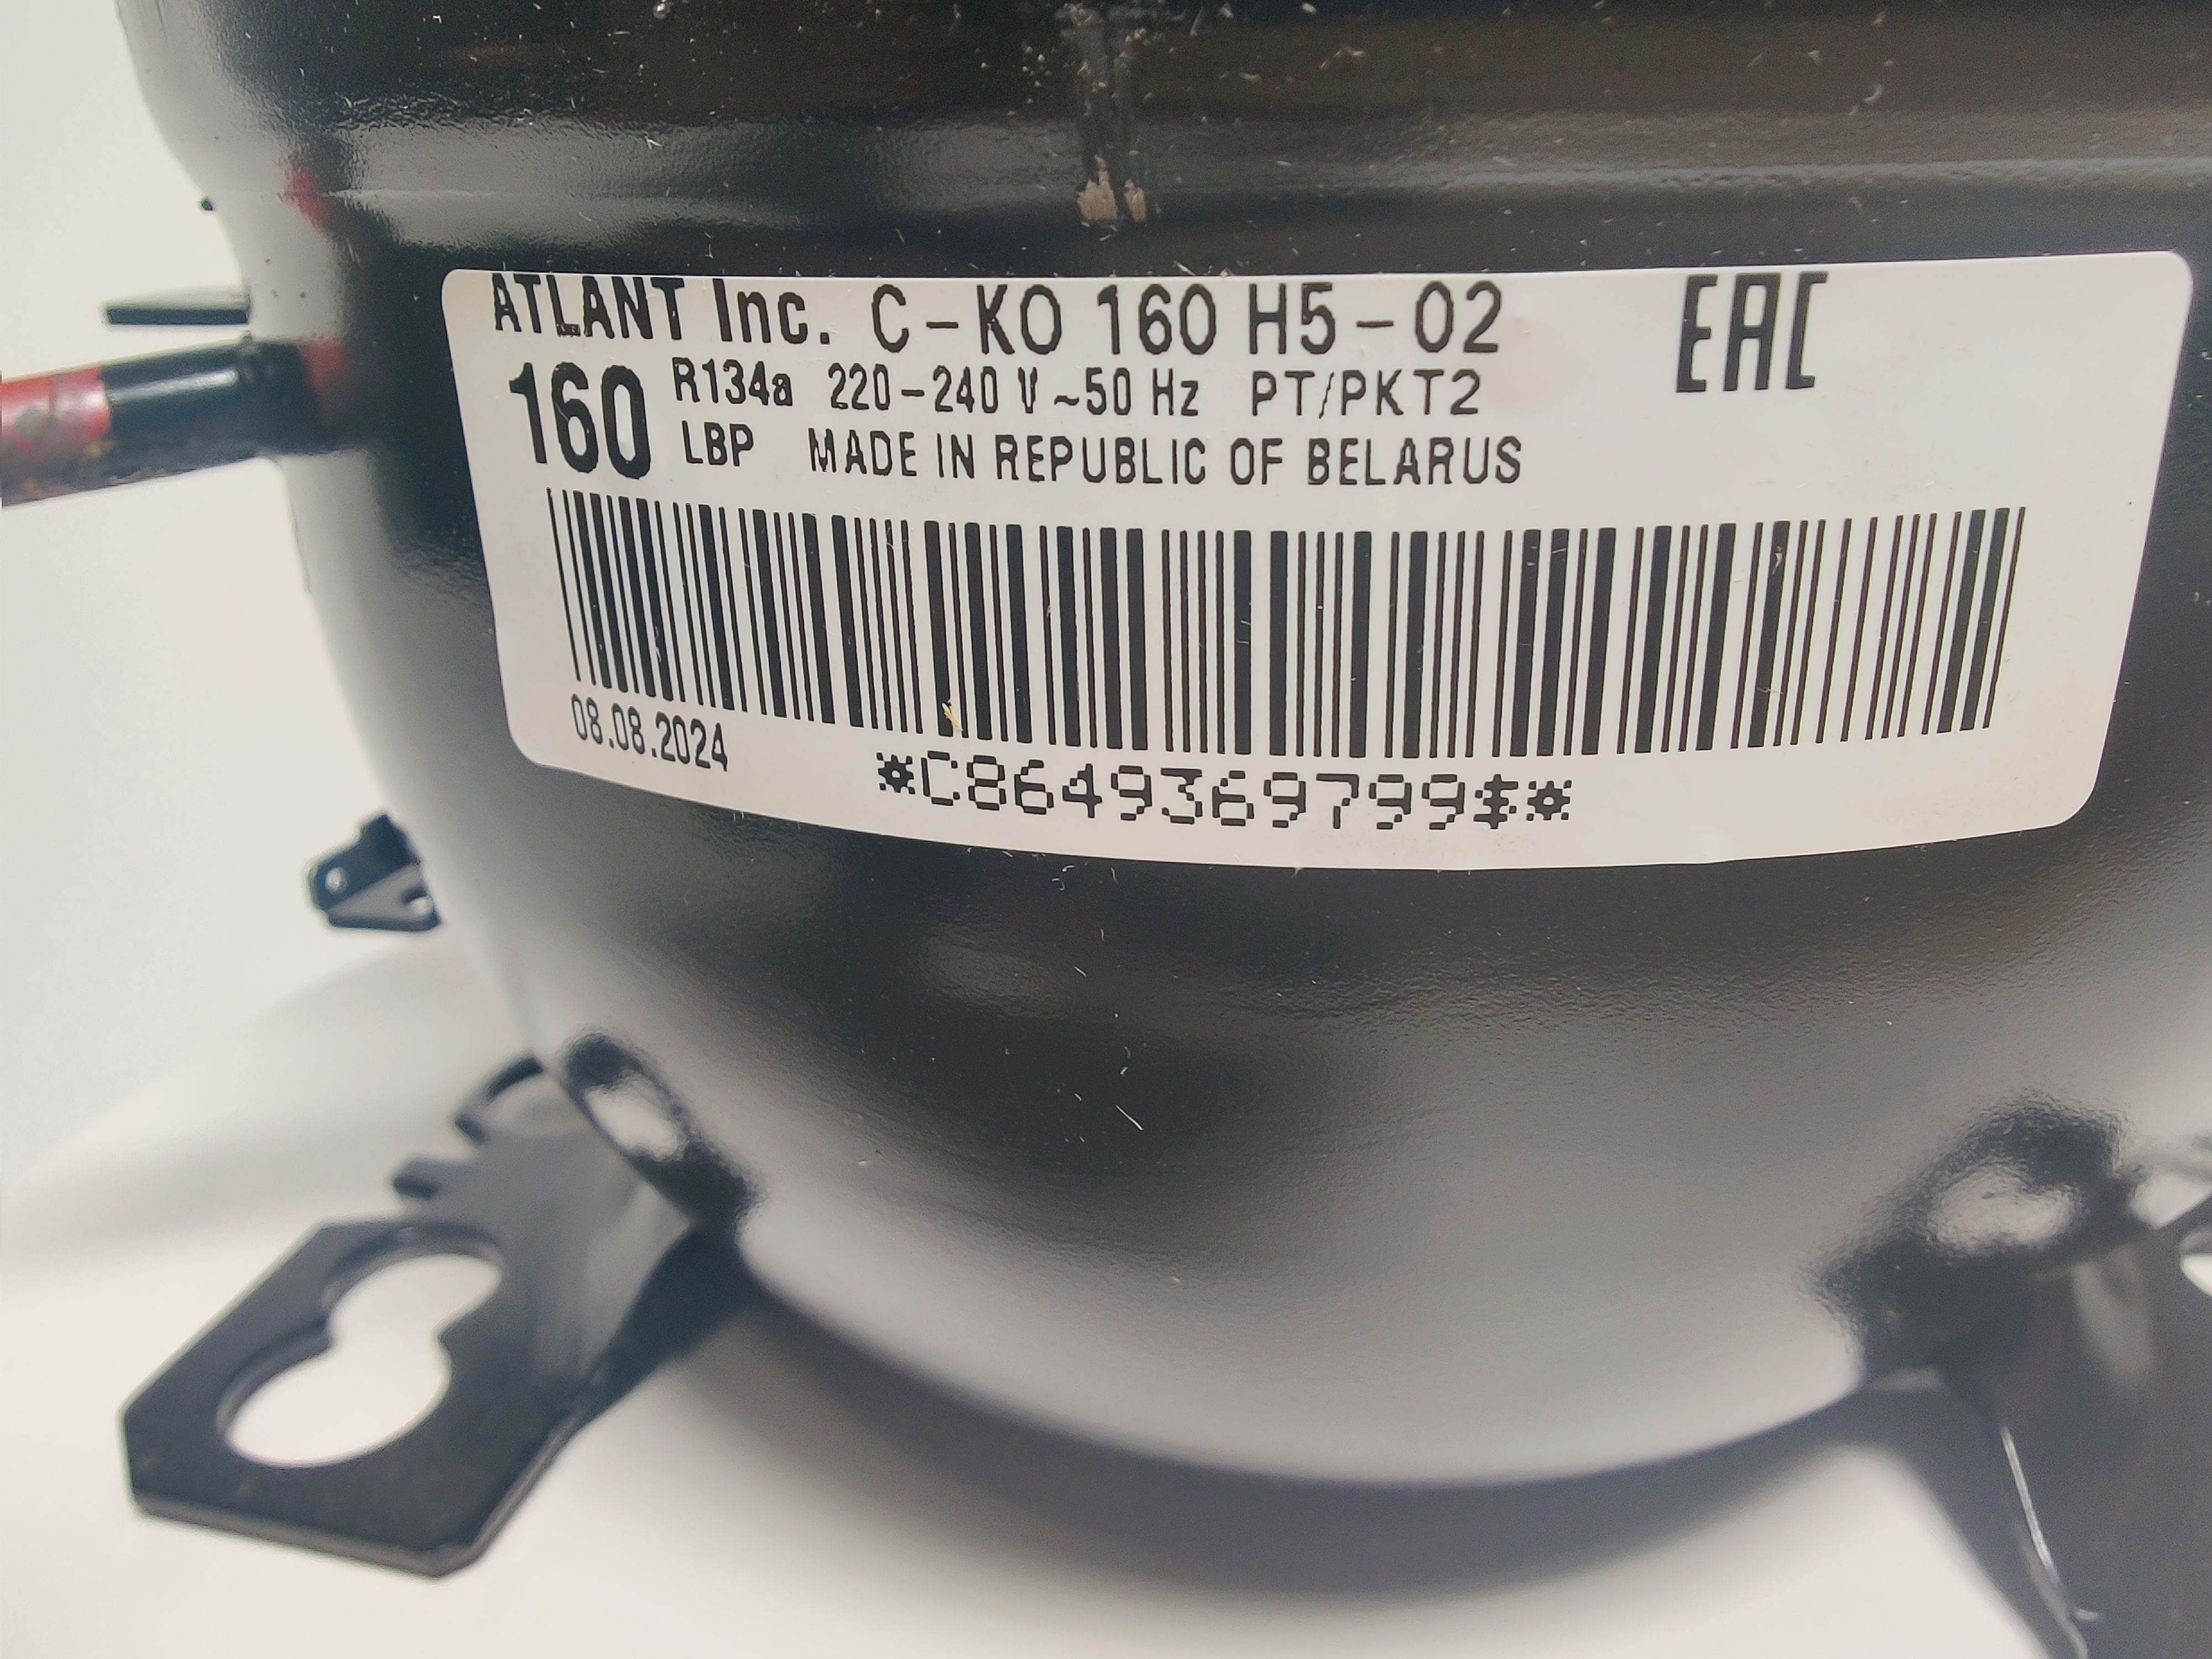 ATLANT Inc. C-KO 160 H5-02 EAC
160 R134a 220-240 V ~50 Hz PT/PKT2
LBP MADE IN REPUBLIC OF BELARUS
08.08.2024
*C8649369799$*